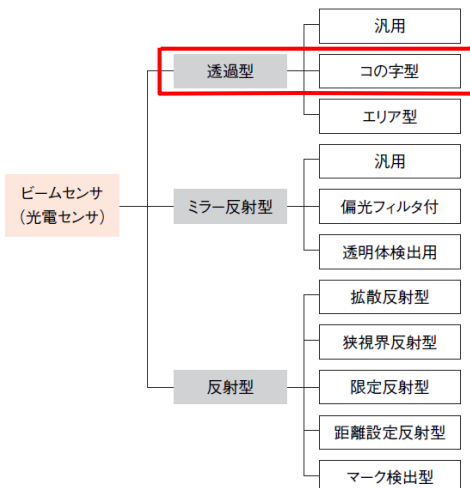 ビームセンサ
（光電センサ）
透過型
汎用
コの字型
エリア型
ミラー反射型
汎用
偏光フィルタ付
透明体検出用
反射型
拡散反射型
狭視界反射型
限定反射型
距離設定反射型
マーク検出型